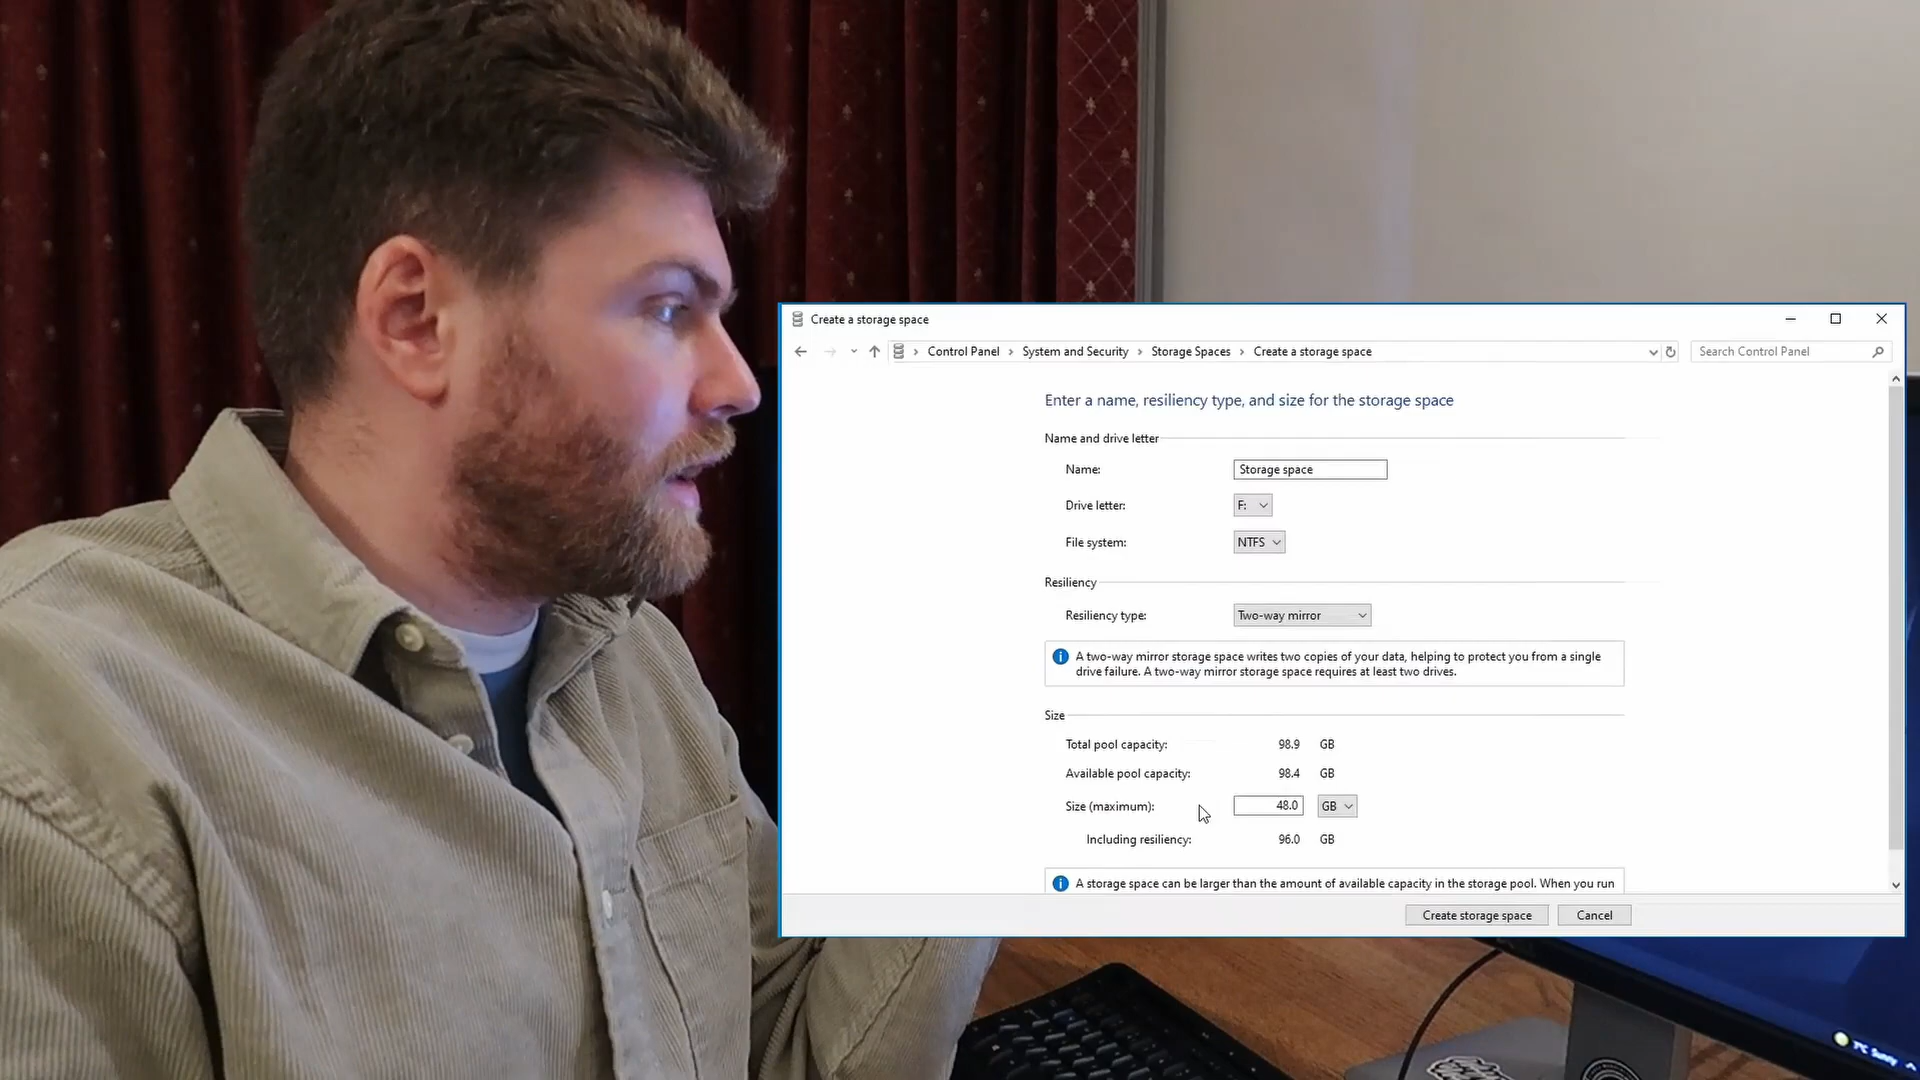 Create a storage space
Control Panel
System and Security
Storage Spaces
Create a storage space
Search Control Panel
Enter a name, resiliency type, and size for the storage space
Name and drive letter
Name: Storage space
Drive letter: F:
File system: NTFS
Resiliency
Resiliency type: Two-way mirror
A two-way mirror storage space writes two copies of your data, helping to protect you from a single
drive failure. A two-way mirror storage space requires at least two drives.
Size
Total pool capacity: 98.9 GB
Available pool capacity: 98.4 GB
Size (maximum): 48.0 GB
Including resiliency: 96.0 GB
A storage space can be larger than the amount of available capacity in the storage pool. When you run
Create storage space
Cancel
7°C Sunny